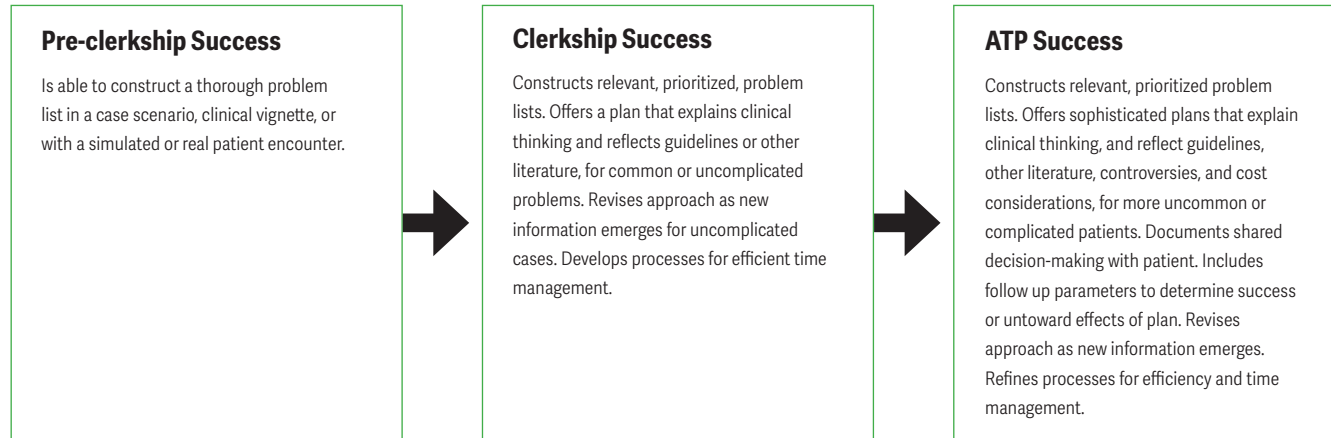 Pre-clerkship Success
Is able to construct a thorough problem
list in a case scenario, clinical vignette, or
with a simulated or real patient encounter.
Clerkship Success
Constructs relevant, prioritized, problem
lists. Offers a plan that explains clinical
thinking and reflects guidelines or other
literature, for common or uncomplicated
problems. Revises approach as new
information emerges for uncomplicated
cases. Develops processes for efficient time
management.
ATP Success
Constructs relevant, prioritized problem
lists. Offers sophisticated plans that explain
clinical thinking, and reflect guidelines,
other literature, controversies, and cost
considerations, for more uncommon or
complicated patients. Documents shared
decision-making with patient. Includes
follow up parameters to determine success
or untoward effects of plan. Revises
approach as new information emerges.
Refines processes for efficiency and time
management.